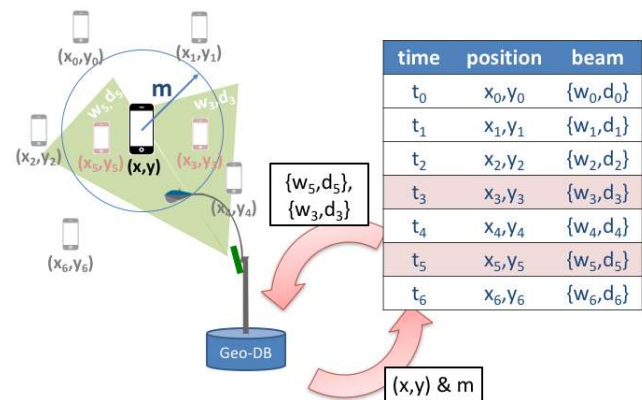 (x₀,y₀)
(x₁,y₁)
m
w₅,d₅
w₃,d₃
(x₂,y₂)
(x₅,y₅)
(x,y)
(x₃,y₃)
(x₄,y₄)
(x₆,y₆)
Geo-DB
{w₅,d₅},
{w₃,d₃}
(x,y) & m
time position beam
t₀ x₀,y₀ {w₀,d₀}
t₁ x₁,y₁ {w₁,d₁}
t₂ x₂,y₂ {w₂,d₂}
t₃ x₃,y₃ {w₃,d₃}
t₄ x₄,y₄ {w₄,d₄}
t₅ x₅,y₅ {w₅,d₅}
t₆ x₆,y₆ {w₆,d₆}